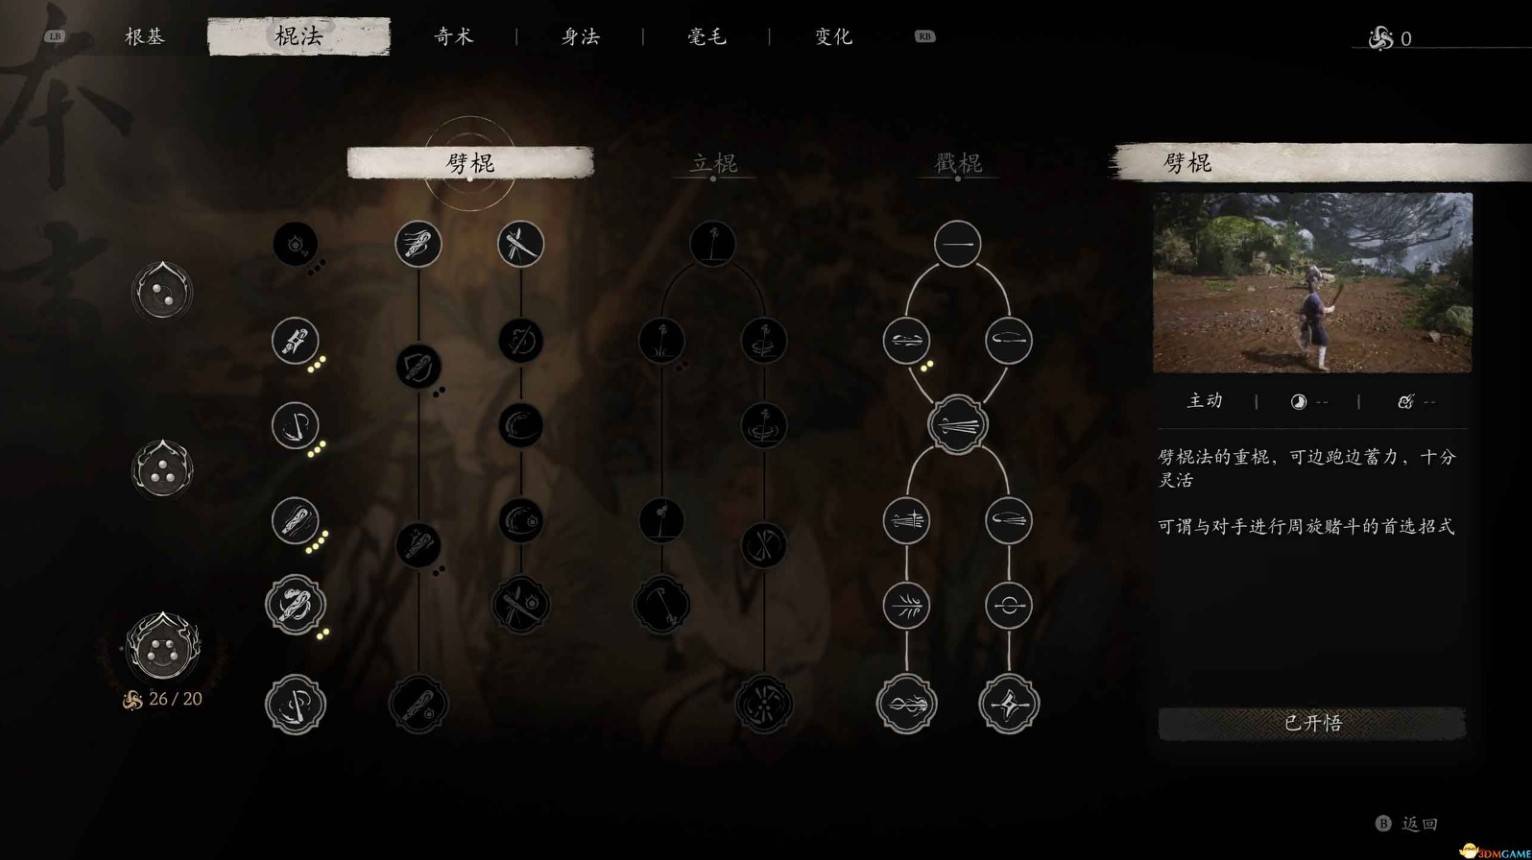 LB 根基 棍法 奇术 身法 毫毛 变化 RB
0
劈棍 立棍 戳棍
劈棍
主动 -- --
劈棍法的重棍，可边跑边蓄力，十分
灵活
可谓与对手进行周旋赌斗的首选招式
26/20
已开悟
B 返回
3DMGAME